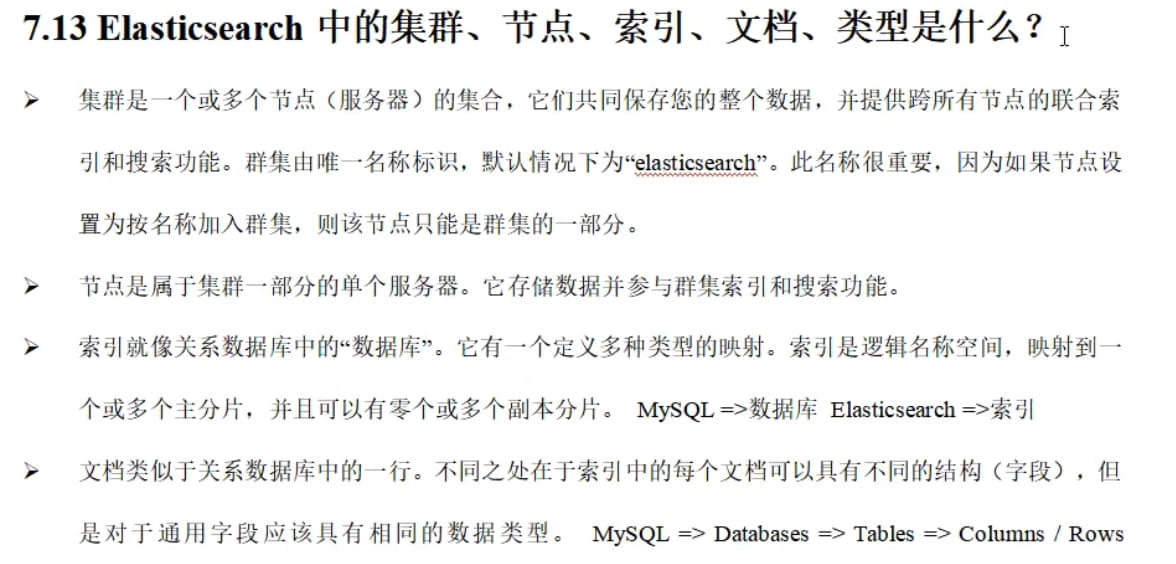 7.13 Elasticsearch 中的集群、节点、索引、文档、类型是什么？
➢ 集群是一个或多个节点（服务器）的集合，它们共同保存您的整个数据，并提供跨所有节点的联合索
引和搜索功能。群集由唯一名称标识，默认情况下为“elasticsearch”。此名称很重要，因为如果节点设
置为按名称加入群集，则该节点只能是群集的一部分。
➢ 节点是属于集群一部分的单个服务器。它存储数据并参与群集索引和搜索功能。
➢ 索引就像关系数据库中的“数据库”。它有一个定义多种类型的映射。索引是逻辑名称空间，映射到一
个或多个主分片，并且可以有零个或多个副本分片。 MySQL =>数据库 Elasticsearch =>索引
➢ 文档类似于关系数据库中的一行。不同之处在于索引中的每个文档可以具有不同的结构（字段），但
是对于通用字段应该具有相同的数据类型。 MySQL => Databases => Tables => Columns / Rows